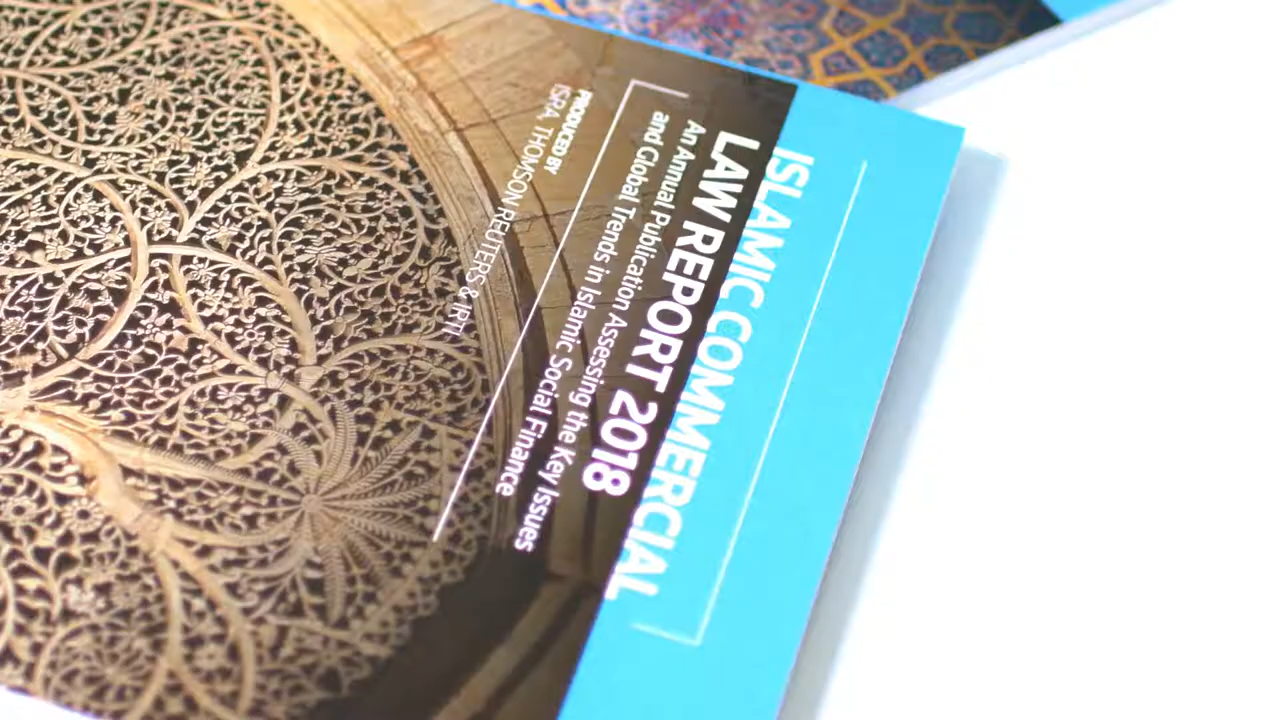 ISLAMIC COMMERCIAL
LAW REPORT 2018
An Annual Publication Assessing the Key Issues
and Global Trends in Islamic Social Finance
PRODUCED BY
ISRA, THOMSON REUTERS & IRTI